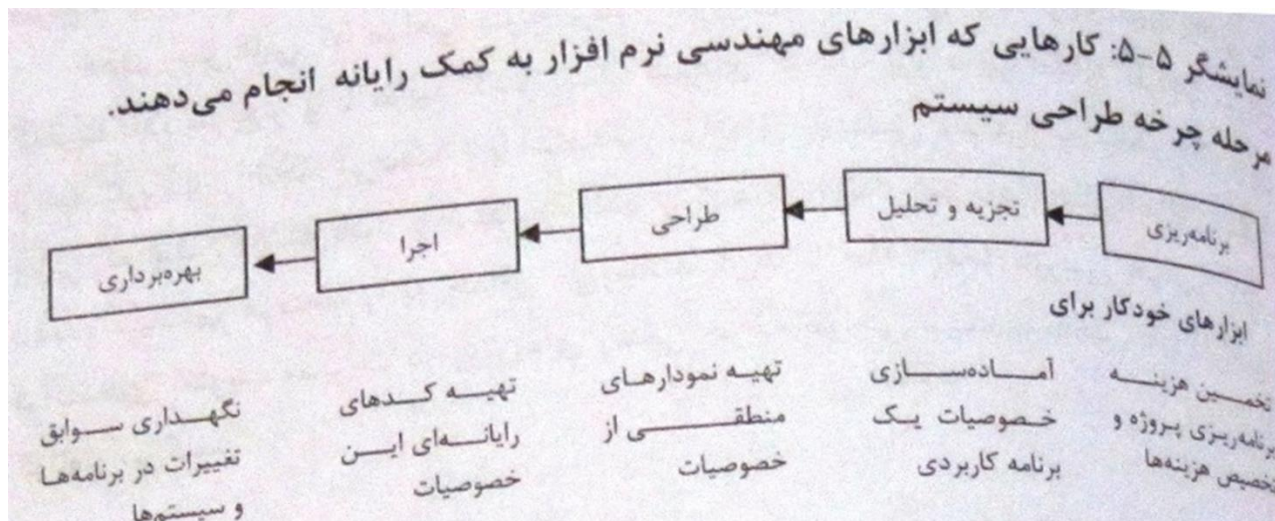 نمایشگر ۵-۵: کارهایی که ابزارهای مهندسی نرم افزار به کمک رایانه انجام می‌دهند.
مرحله چرخه طراحی سیستم
برنامه‌ریزی
تجزیه و تحلیل
طراحی
اجرا
بهره‌برداری
ابزارهای خودکار برای
تخمین هزینه
برنامه‌ریزی پروژه و
تخصیص هزینه‌ها
آماده‌سازی
خصوصیات یک
برنامه کاربردی
تهیه نمودارهای
منطقی از
خصوصیات
تهیه کدهای
رایانه‌ای این
خصوصیات
نگهداری سوابق
تغییرات در برنامه‌ها
و سیستم‌ها